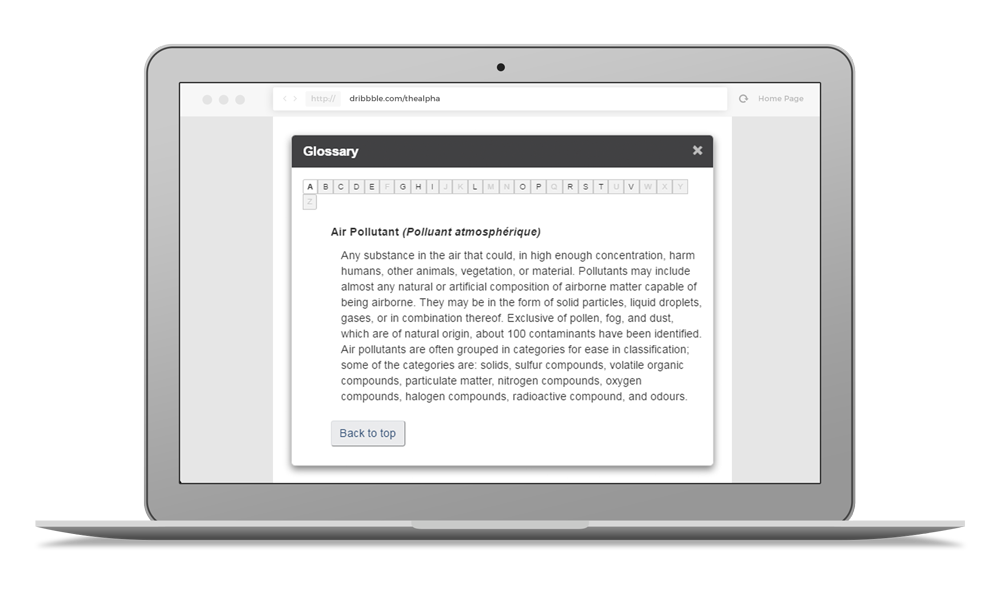 http:// dribbble.com/thealpha Home Page
Glossary
A B C D E F G H I J K L M N O P Q R S T U V W X Y
Z
Air Pollutant (Polluant atmosphérique)
Any substance in the air that could, in high enough concentration, harm
humans, other animals, vegetation, or material. Pollutants may include
almost any natural or artificial composition of airborne matter capable of
being airborne. They may be in the form of solid particles, liquid droplets,
gases, or in combination thereof. Exclusive of pollen, fog, and dust,
which are of natural origin, about 100 contaminants have been identified.
Air pollutants are often grouped in categories for ease in classification;
some of the categories are: solids, sulfur compounds, volatile organic
compounds, particulate matter, nitrogen compounds, oxygen
compounds, halogen compounds, radioactive compound, and odours.
Back to top